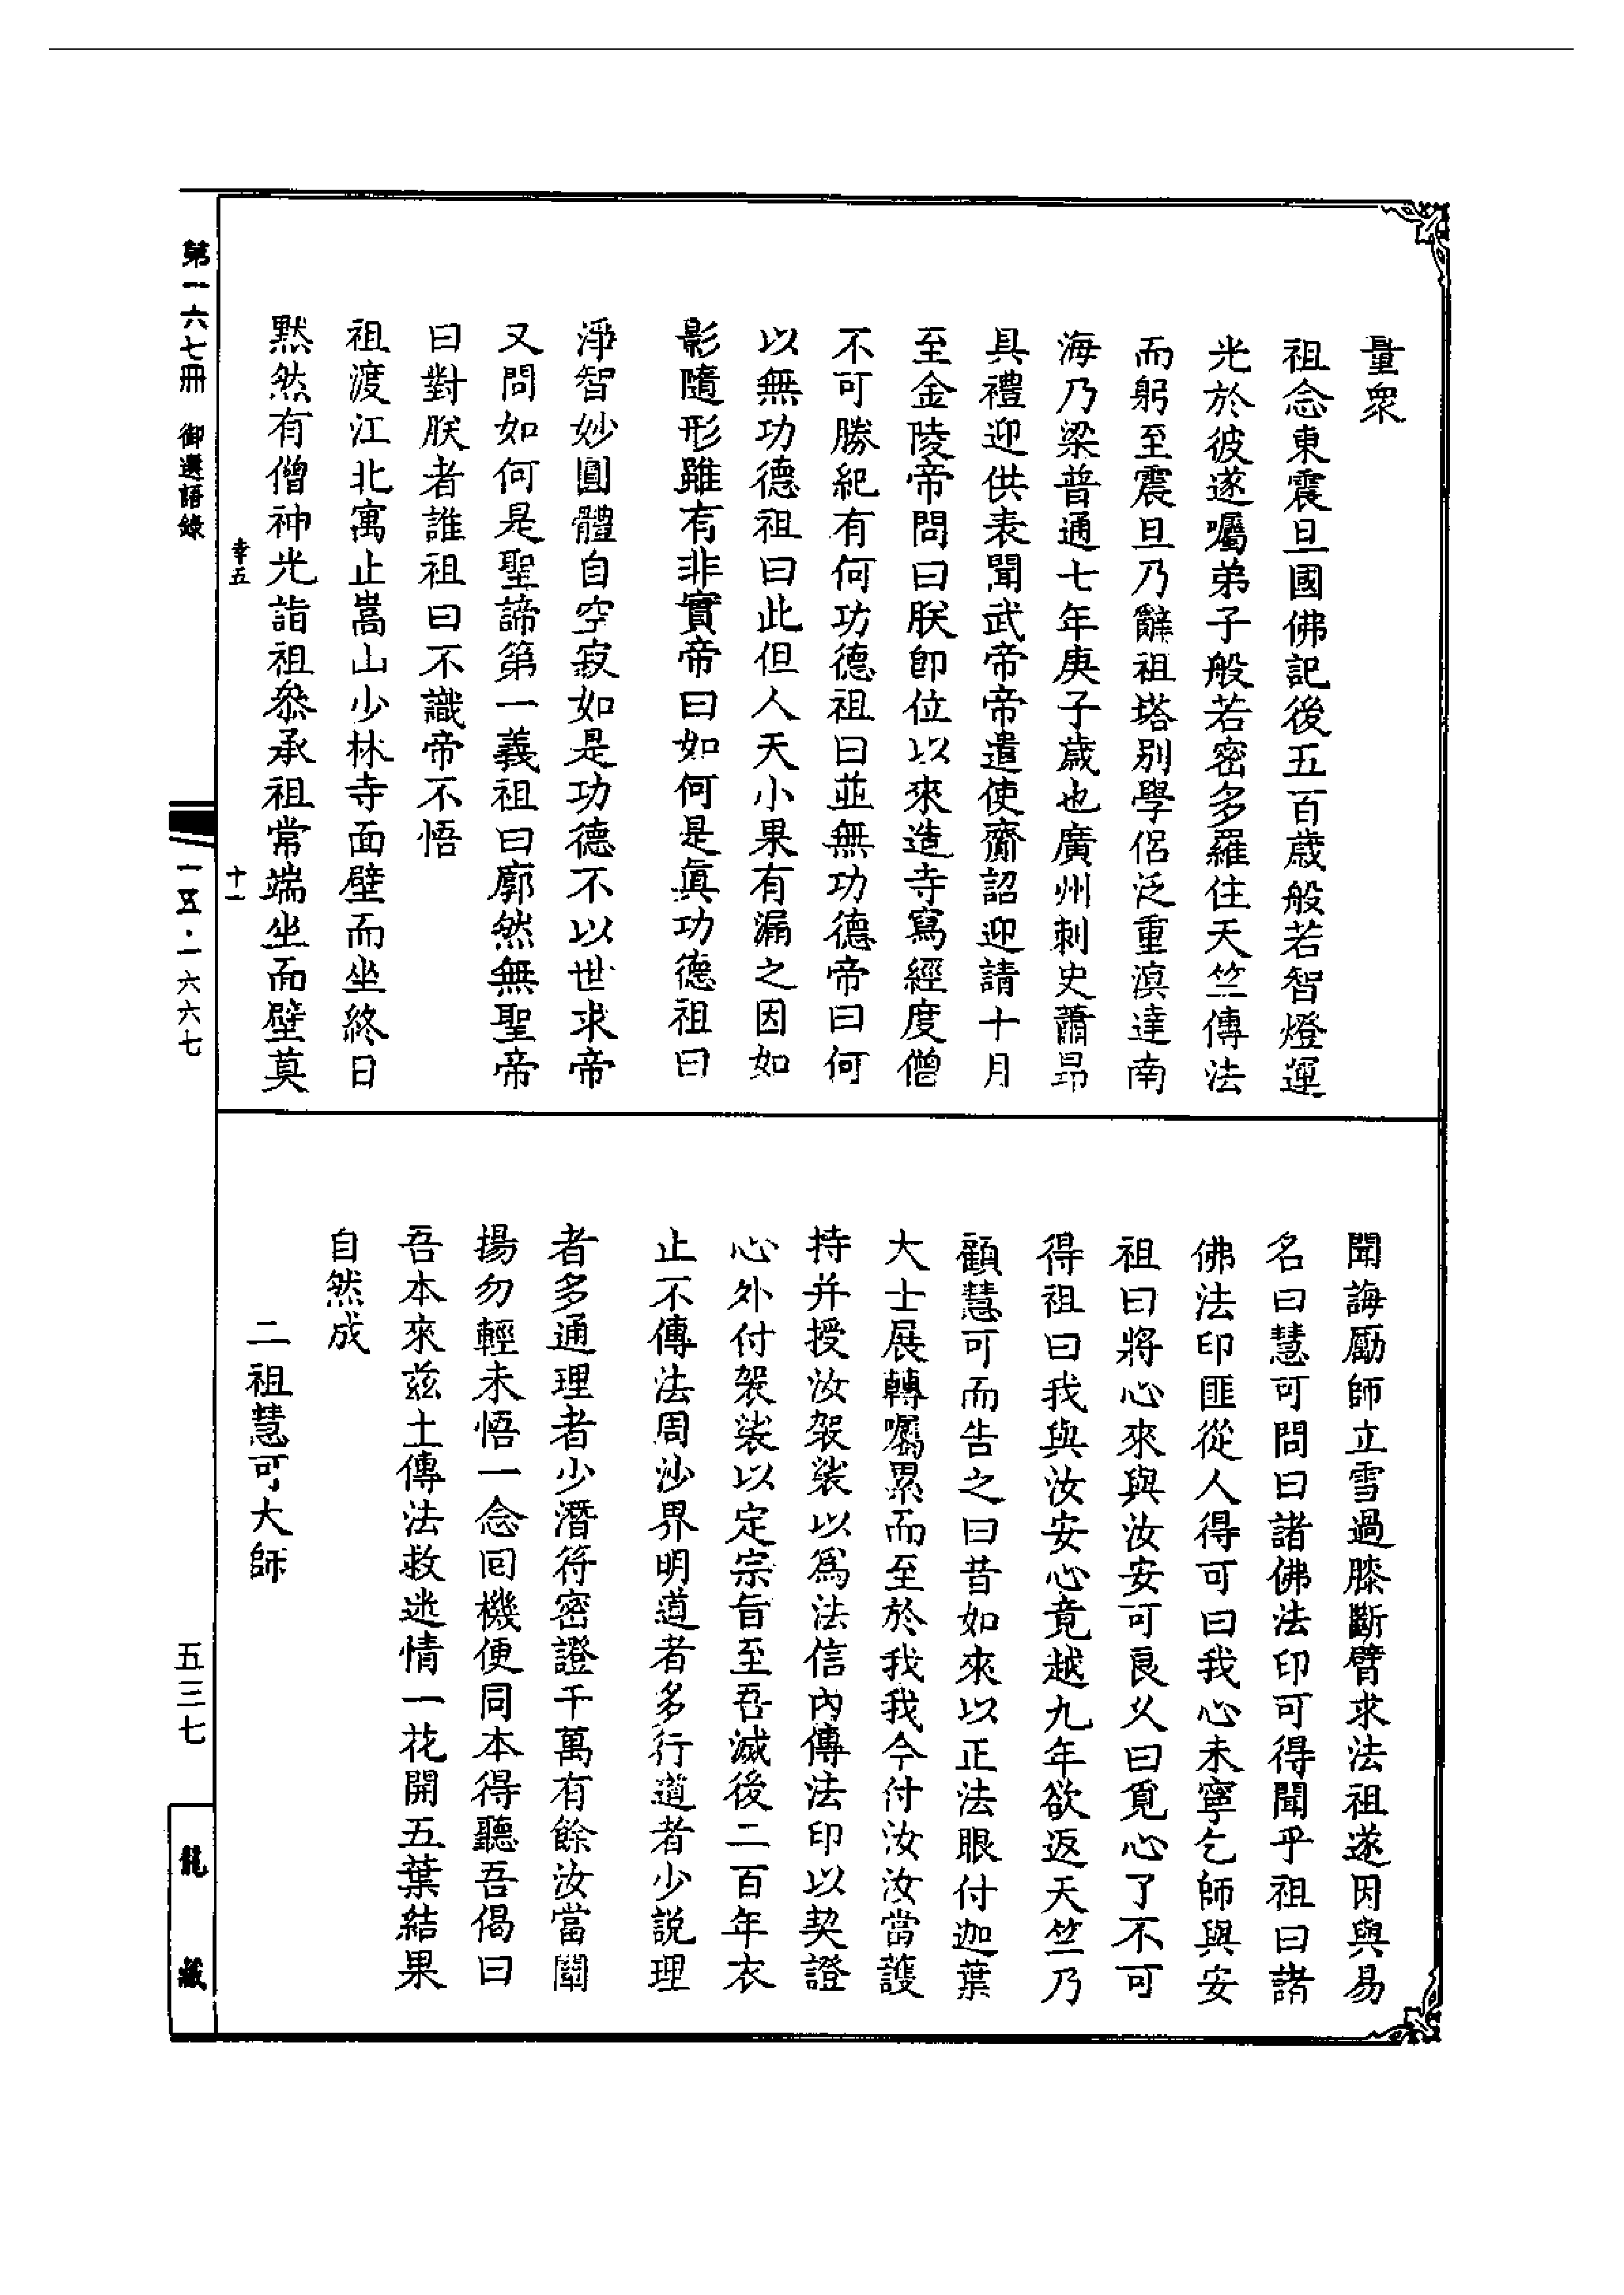 量衆
祖念東震旦國佛記後五百歲般若智燈運
光於彼遂囑弟子般若密多羅住天竺傳法
而躬至震旦乃辭祖塔別學侶泛重溟達南
海乃梁普通七年庚子歲也廣州刺史蕭昂
具禮迎供表聞武帝帝遣使齎詔迎請十月
至金陵帝問曰朕卽位以來造寺寫經度僧
不可勝紀有何功德祖曰並無功德帝曰何
以無功德祖曰此但人天小果有漏之因如
影隨形雖有非實帝曰如何是眞功德祖曰
淨智妙圓體自空寂如是功德不以世求帝
又問如何是聖諦第一義祖曰廓然無聖帝
曰對朕者誰祖曰不識帝不悟
祖渡江北寓止嵩山少林寺面壁而坐終日
黙然有僧神光詣祖叅承祖常端坐面壁莫
聞誨勵師立雪過膝斷臂求法祖遂因與易
名曰慧可問曰諸佛法印可得聞乎祖曰諸
佛法印匪從人得可曰我心未寧乞師與安
祖曰將心來與汝安可良乆曰覓心了不可
得祖曰我與汝安心竟越九年欲返天竺乃
顧慧可而告之曰昔如來以正法眼付迦葉
大士展轉囑累而至於我我今付汝汝當護
持并授汝袈裟以爲法信內傳法印以契證
心外付袈裟以定宗旨至吾滅後二百年衣
止不傳法周沙界明道者多行道者少説理
者多通理者少潛符密證千萬有餘汝當闡
揚勿輕未悟一念囘機便同本得聽吾偈曰
吾本來兹土傳法救迷情一花開五葉結果
自然成
二祖慧可大師
第一六七冊 御選語錄
幸五
十一
一五五·一六六七
五三七
龍藏